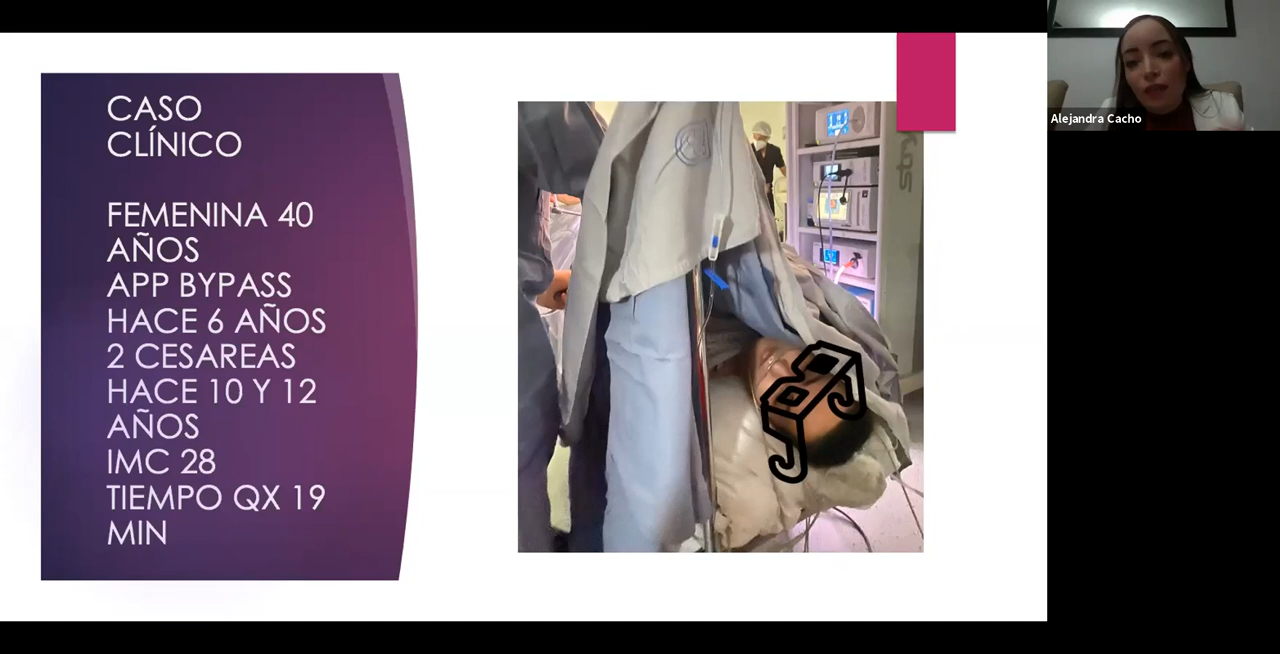 CASO
CLÍNICO
FEMENINA 40
AÑOS
APP BYPASS
HACE 6 AÑOS
2 CESAREAS
HACE 10 Y 12
AÑOS
IMC 28
TIEMPO QX 19
MIN
stry
Alejandra Cacho